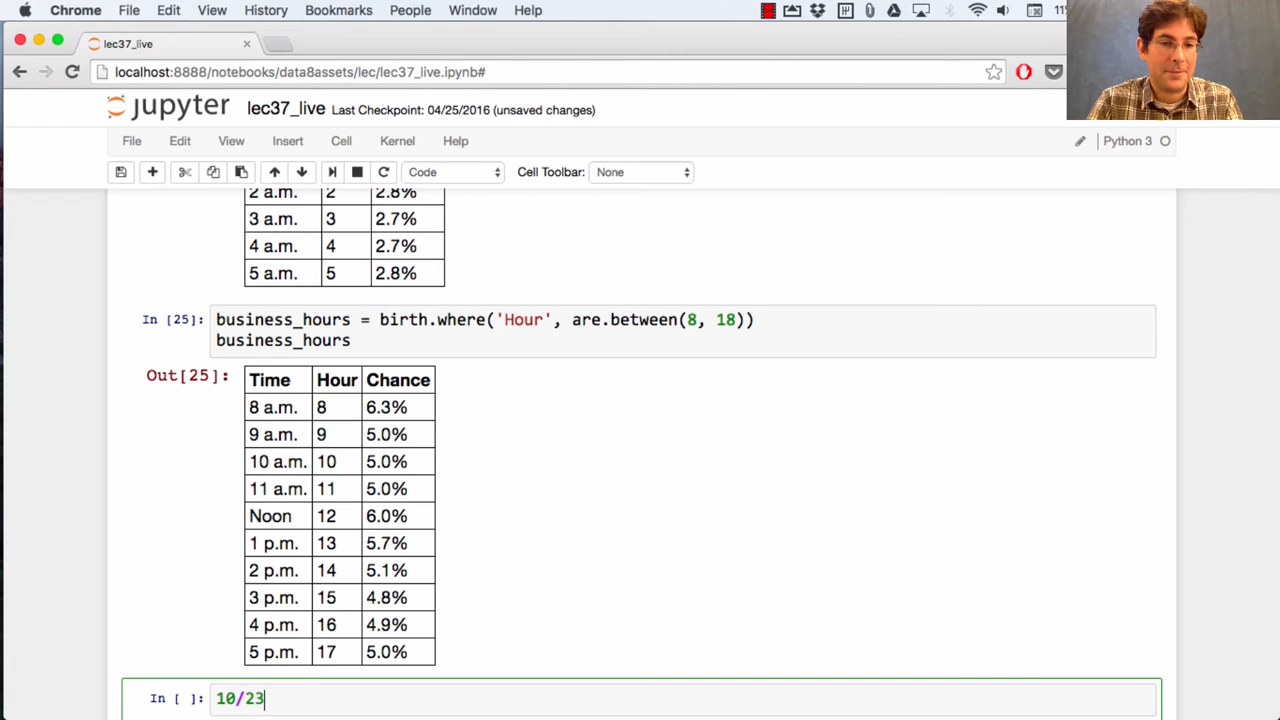 Chrome File Edit View History Bookmarks People Window Help
lec37_live
localhost:8888/notebooks/data8assets/lec/lec37_live.ipynb#
jupyter lec37_live Last Checkpoint: 04/25/2016 (unsaved changes)
File Edit View Insert Cell Kernel Help Python 3
Code Cell Toolbar: None
2 a.m. 2 2.8%
3 a.m. 3 2.7%
4 a.m. 4 2.7%
5 a.m. 5 2.8%
In [25]: business_hours = birth.where('Hour', are.between(8, 18))
business_hours
Out[25]: Time Hour Chance
8 a.m. 8 6.3%
9 a.m. 9 5.0%
10 a.m. 10 5.0%
11 a.m. 11 5.0%
Noon 12 6.0%
1 p.m. 13 5.7%
2 p.m. 14 5.1%
3 p.m. 15 4.8%
4 p.m. 16 4.9%
5 p.m. 17 5.0%
In [ ]: 10/23